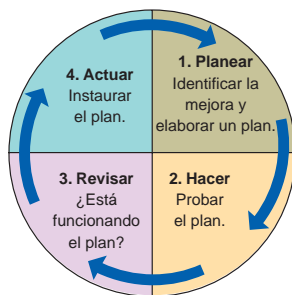 1. Planear
Identificar la
mejora y
elaborar un plan.
2. Hacer
Probar
el plan.
3. Revisar
¿Está
funcionando
el plan?
4. Actuar
Instaurar
el plan.